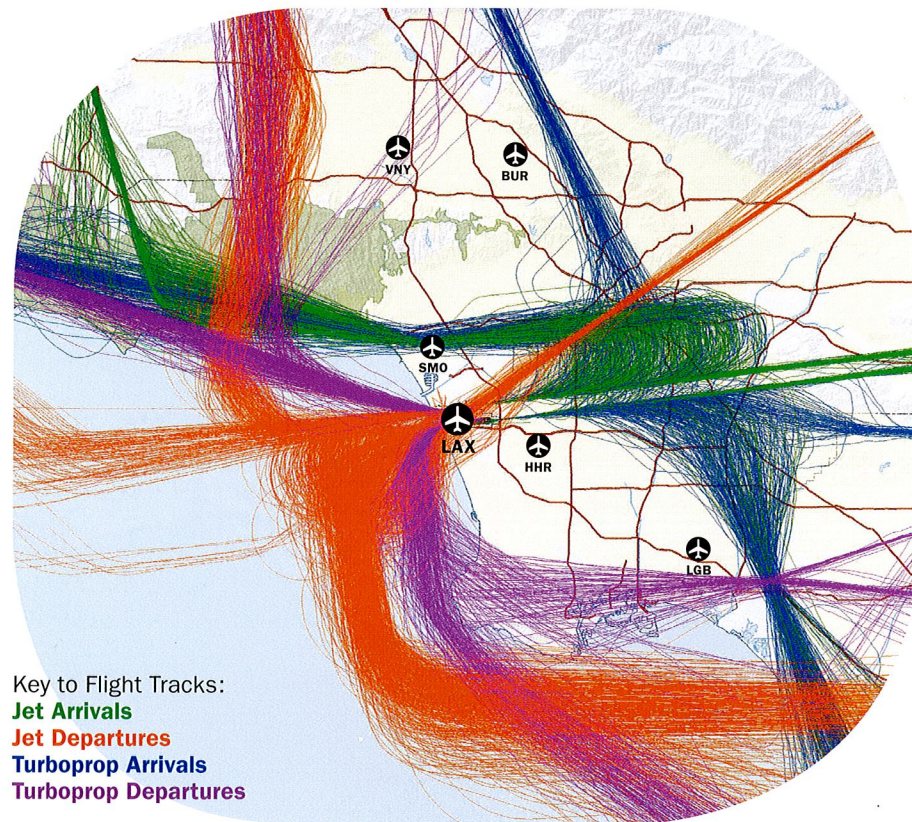 VNY
BUR
SMO
LAX
HHR
LGB
Key to Flight Tracks:
Jet Arrivals
Jet Departures
Turboprop Arrivals
Turboprop Departures